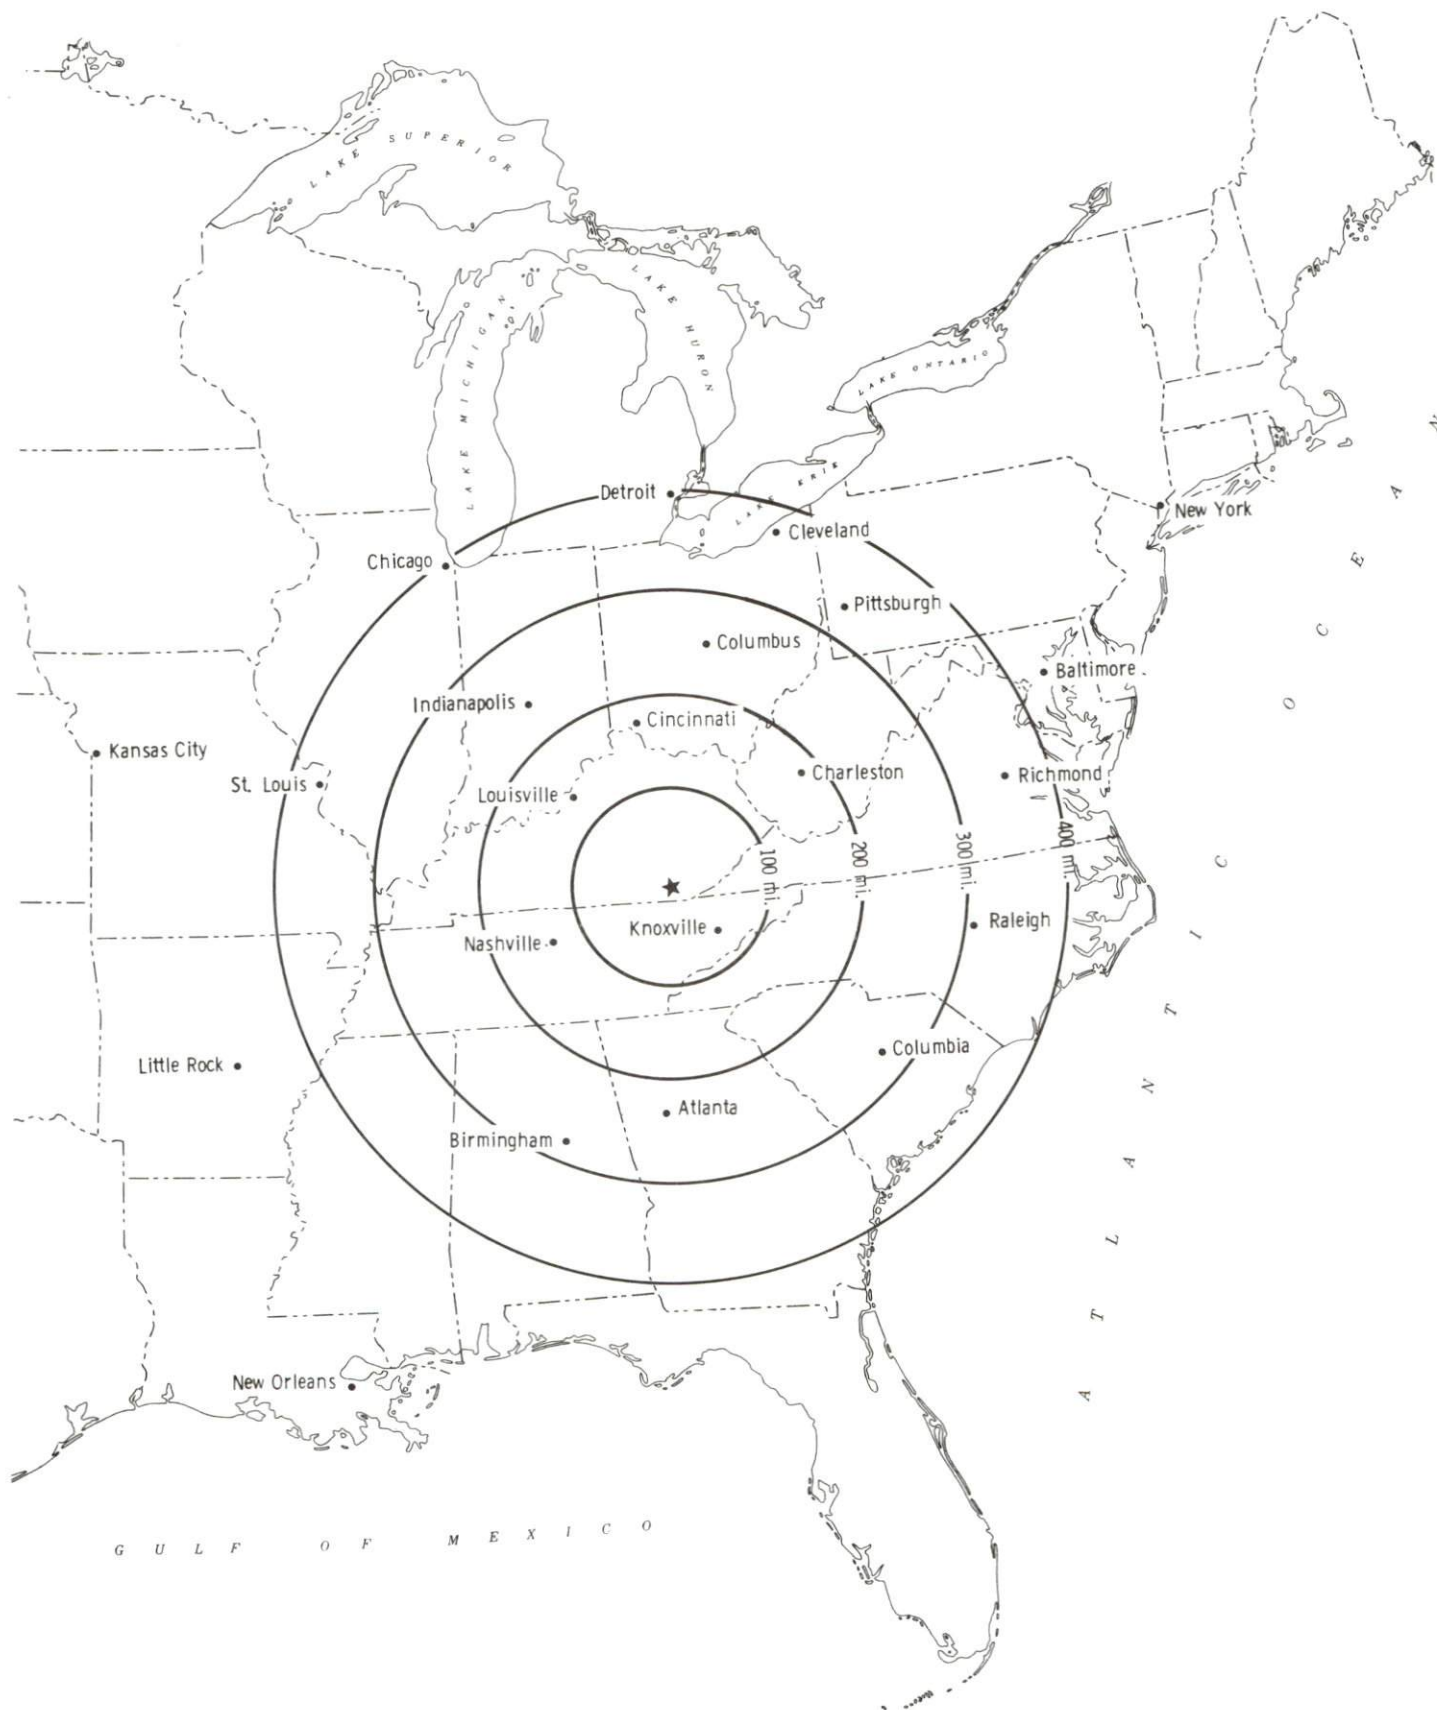 LAKE SUPERIOR
LAKE MICHIGAN
LAKE HURON
LAKE ONTARIO
LAKE ERIE
Detroit
Cleveland
New York
Chicago
Pittsburgh
Columbus
Baltimore
Indianapolis
Cincinnati
Kansas City
St. Louis
Charleston
Richmond
Louisville
100 mi.
200 mi.
300 mi.
400 mi.
Knoxville
Raleigh
Nashville
Columbia
Little Rock
Atlanta
Birmingham
New Orleans
ATLANTIC OCEAN
GULF OF MEXICO